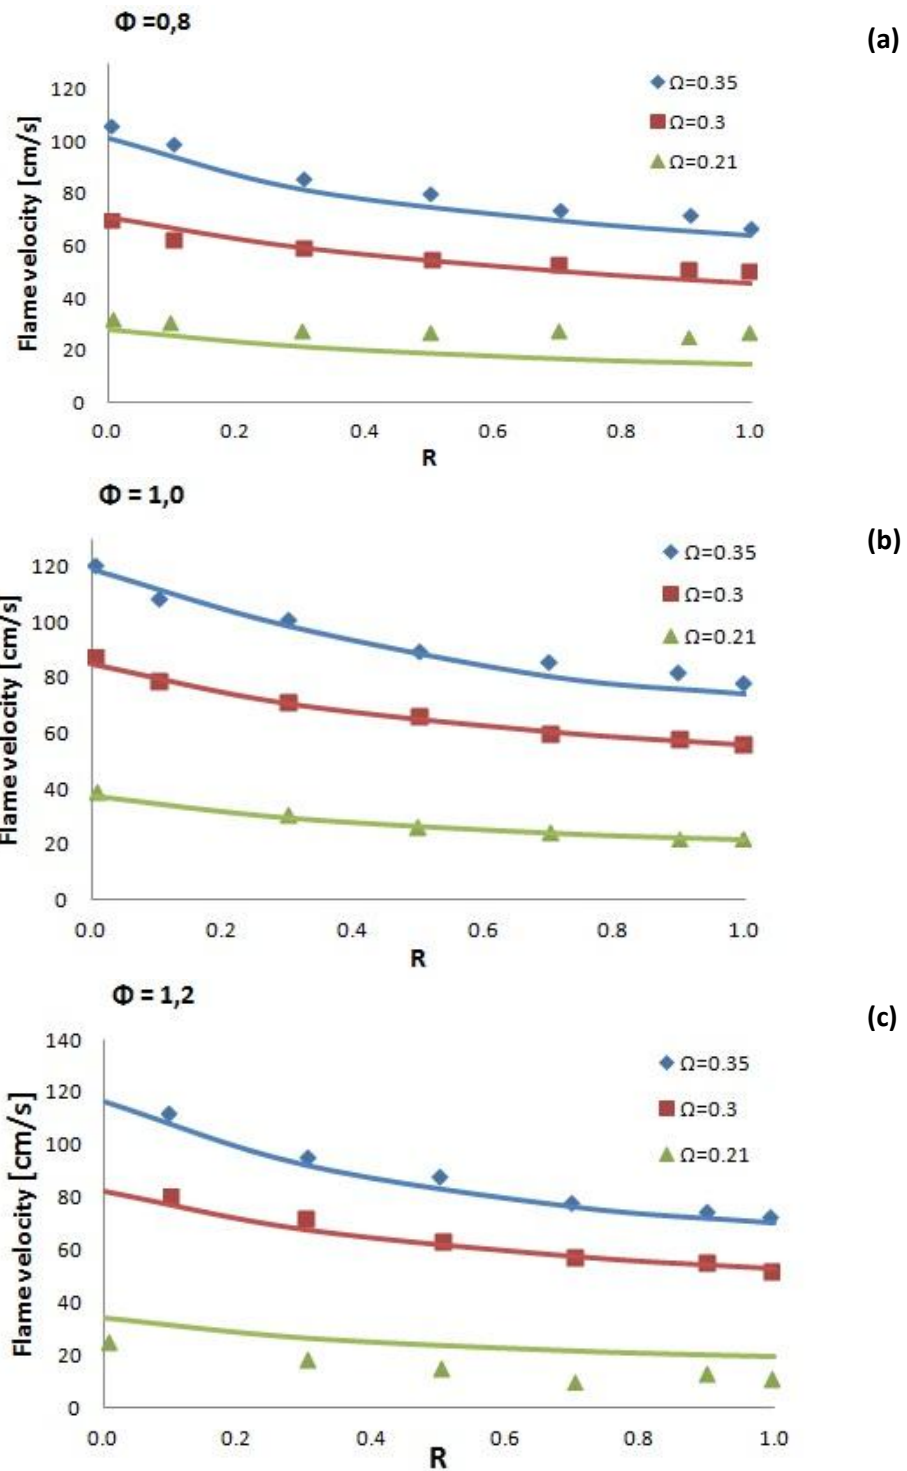 Φ =0,8
(a)
Flame velocity [cm/s]
120
100
80
60
40
20
0
Ω=0.35
Ω=0.3
Ω=0.21
0.0 0.2 0.4 0.6 0.8 1.0
R
Φ = 1,0
(b)
Flame velocity [cm/s]
120
100
80
60
40
20
0
Ω=0.35
Ω=0.3
Ω=0.21
0.0 0.2 0.4 0.6 0.8 1.0
R
Φ = 1,2
(c)
Flame velocity [cm/s]
140
120
100
80
60
40
20
0
Ω=0.35
Ω=0.3
Ω=0.21
0.0 0.2 0.4 0.6 0.8 1.0
R